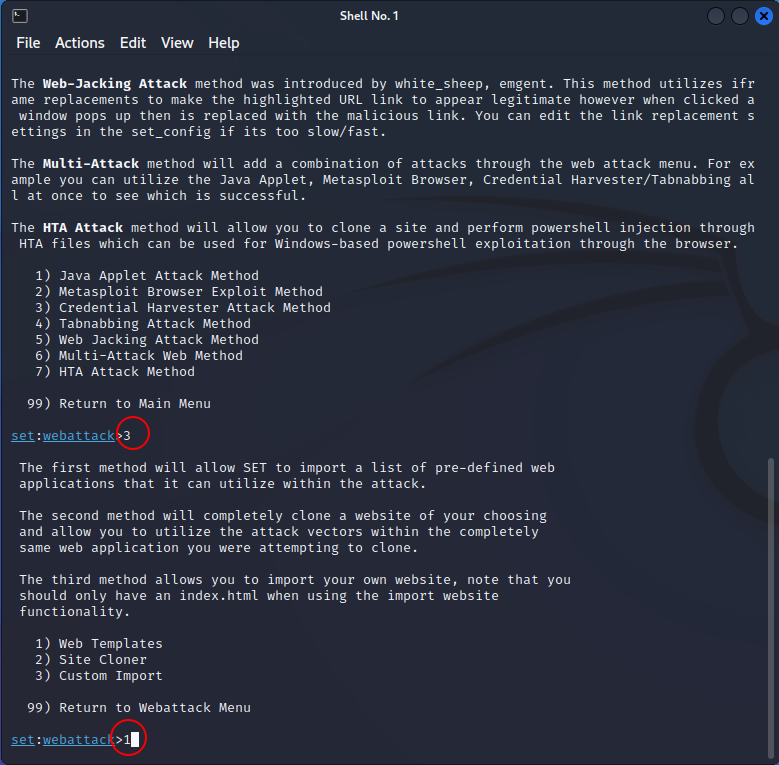 Shell No. 1
File Actions Edit View Help
The Web-Jacking Attack method was introduced by white_sheep, emgent. This method utilizes ifr
ame replacements to make the highlighted URL link to appear legitimate however when clicked a
window pops up then is replaced with the malicious link. You can edit the link replacement s
ettings in the set_config if its too slow/fast.
The Multi-Attack method will add a combination of attacks through the web attack menu. For ex
ample you can utilize the Java Applet, Metasploit Browser, Credential Harvester/Tabnabbing al
l at once to see which is successful.
The HTA Attack method will allow you to clone a site and perform powershell injection through
HTA files which can be used for Windows-based powershell exploitation through the browser.
1) Java Applet Attack Method
2) Metasploit Browser Exploit Method
3) Credential Harvester Attack Method
4) Tabnabbing Attack Method
5) Web Jacking Attack Method
6) Multi-Attack Web Method
7) HTA Attack Method
99) Return to Main Menu
set:webattack>3
The first method will allow SET to import a list of pre-defined web
applications that it can utilize within the attack.
The second method will completely clone a website of your choosing
and allow you to utilize the attack vectors within the completely
same web application you were attempting to clone.
The third method allows you to import your own website, note that you
should only have an index.html when using the import website
functionality.
1) Web Templates
2) Site Cloner
3) Custom Import
99) Return to Webattack Menu
set:webattack>1